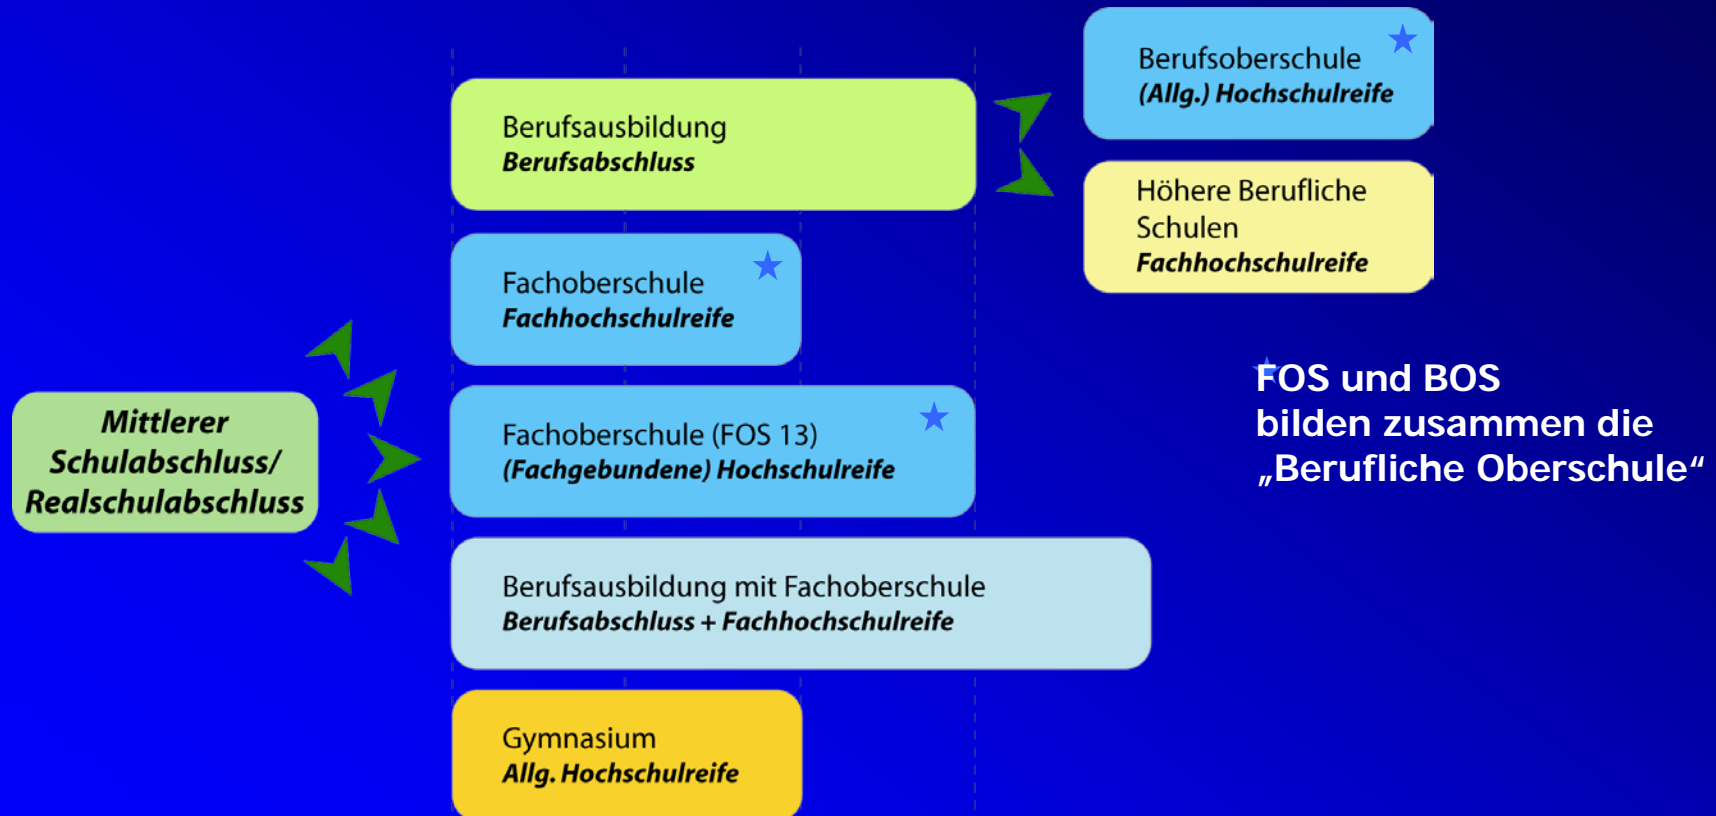 Berufsoberschule
(Allg.) Hochschulreife
Berufsausbildung
Berufsabschluss
Höhere Berufliche
Schulen
Fachhochschulreife
Fachoberschule
Fachhochschulreife
Mittlerer
Schulabschluss/
Realschulabschluss
Fachoberschule (FOS 13)
(Fachgebundene) Hochschulreife
FOS und BOS
bilden zusammen die
„Berufliche Oberschule“
Berufsausbildung mit Fachoberschule
Berufsabschluss + Fachhochschulreife
Gymnasium
Allg. Hochschulreife